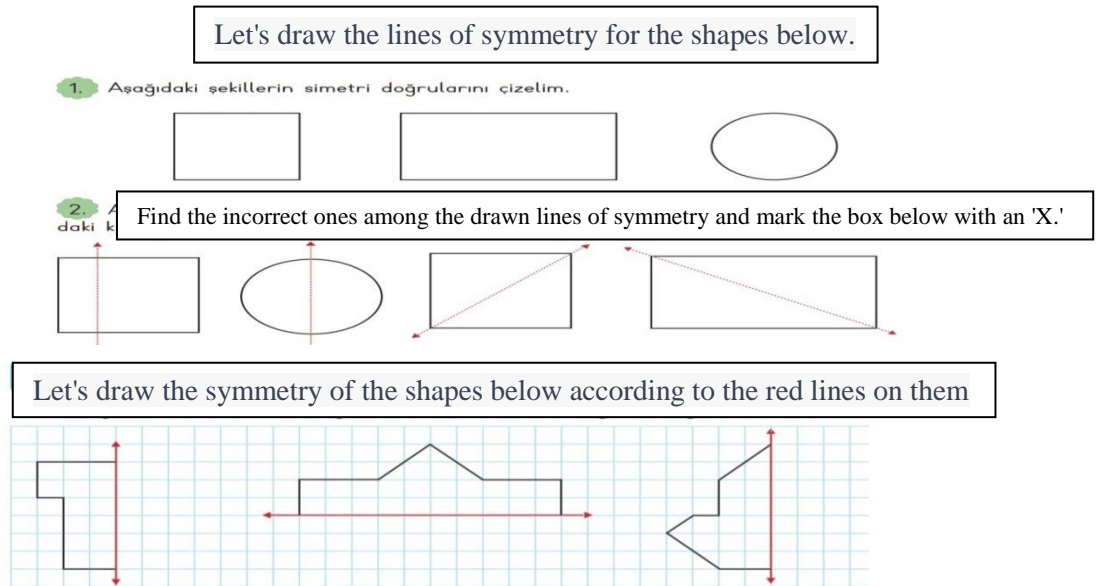 Let's draw the lines of symmetry for the shapes below.
1. Aşağıdaki şekillerin simetri doğrularını çizelim.
2.
Find the incorrect ones among the drawn lines of symmetry and mark the box below with an 'X.'
daki
Let's draw the symmetry of the shapes below according to the red lines on them